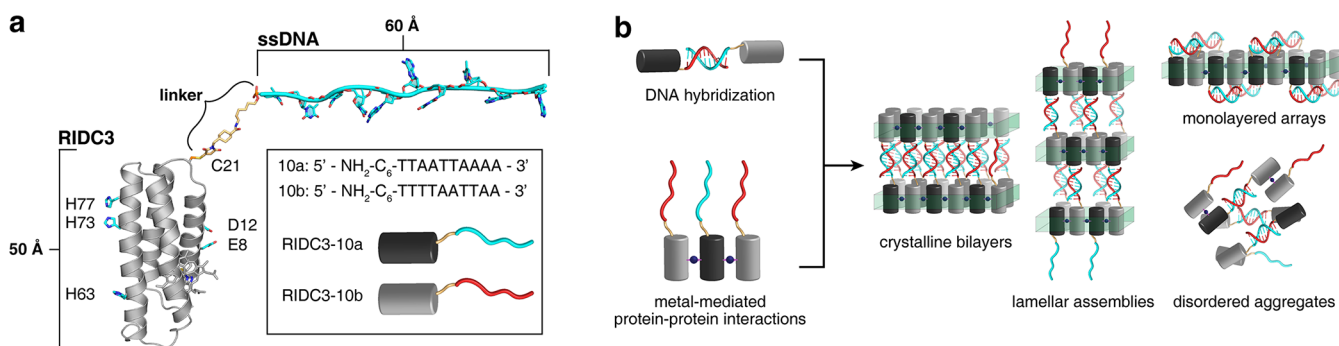 a
ssDNA
60 Å
linker
RIDC3
C21
H77
H73
D12
E8
50 Å
H63
10a: 5' - NH₂-C₆-TTAATTAAAA - 3'
10b: 5' - NH₂-C₆-TTTTAATTAA - 3'
RIDC3-10a
RIDC3-10b
b
DNA hybridization
metal-mediated
protein-protein interactions
crystalline bilayers
lamellar assemblies
monolayered arrays
disordered aggregates